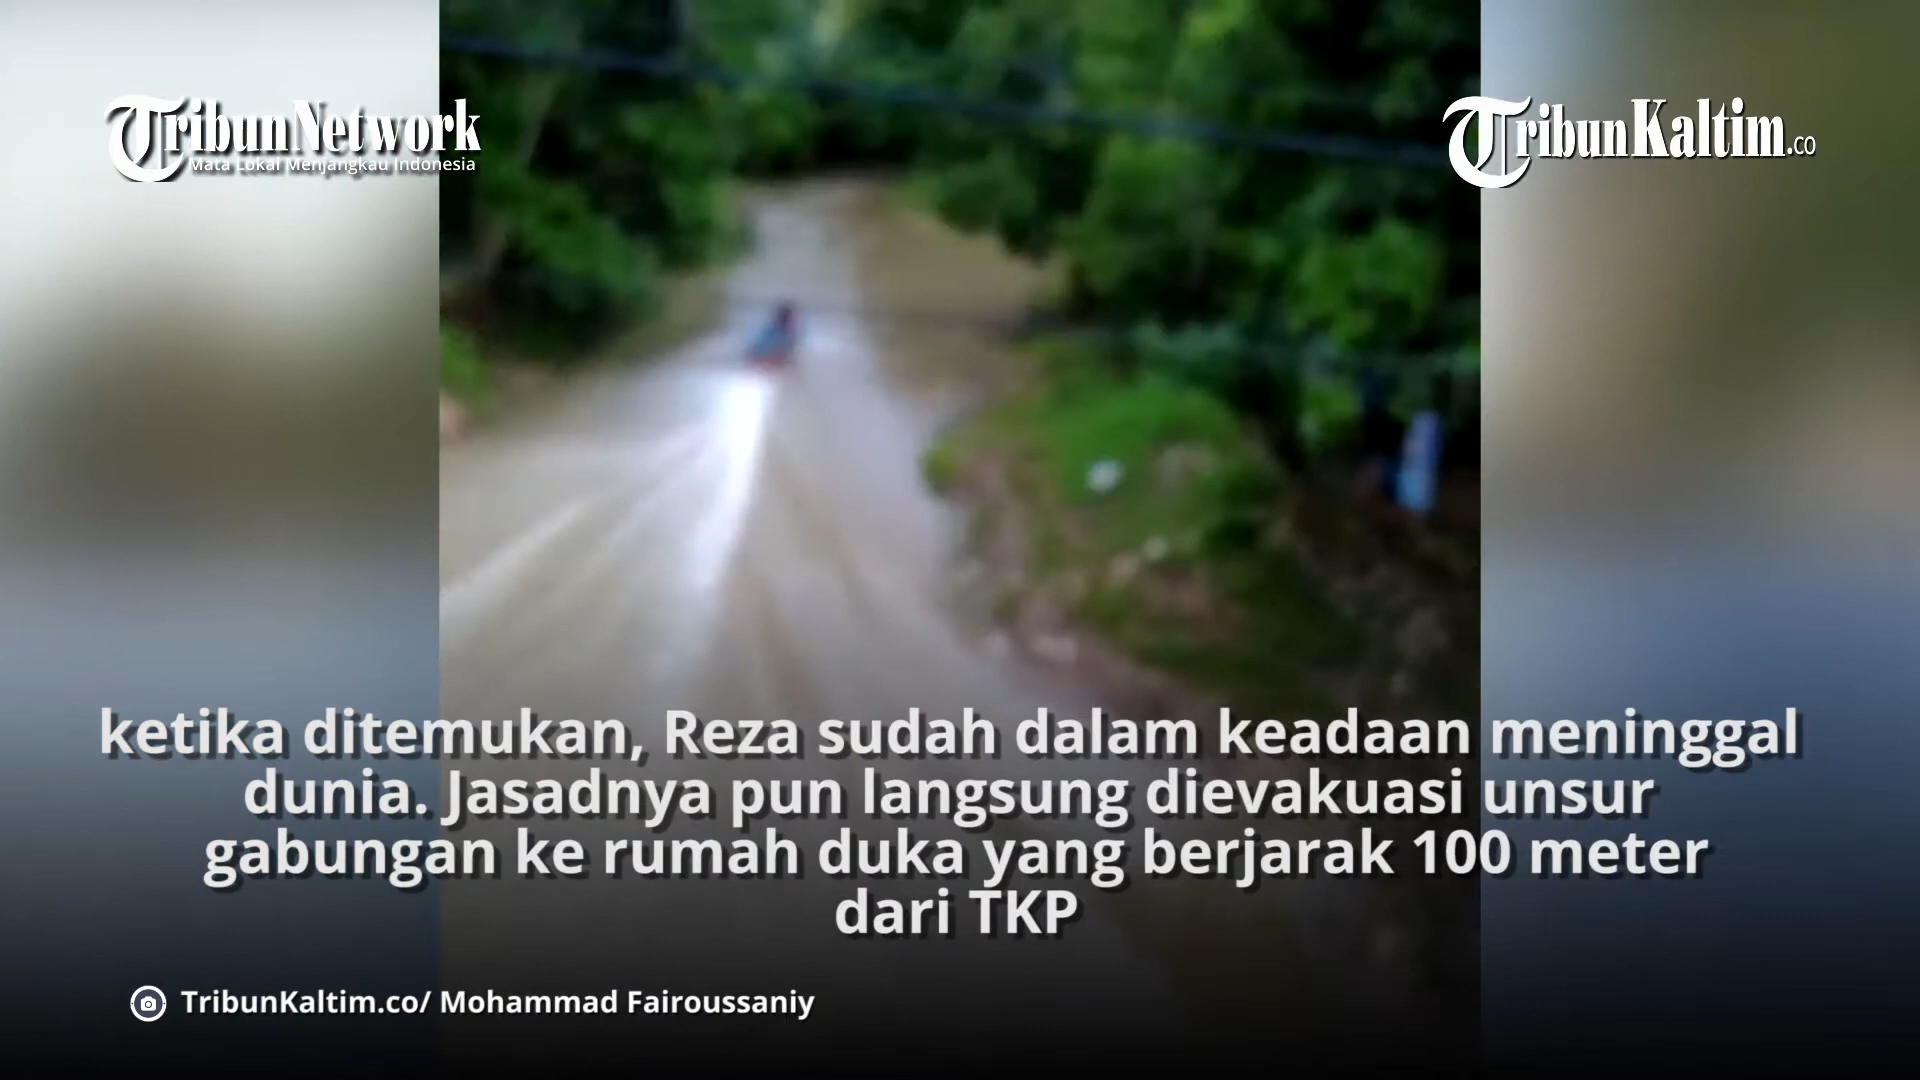 TribunNetwork
Mata Lokal Menjangkau Indonesia
TribunKaltim.co
ketika ditemukan, Reza sudah dalam keadaan meninggal
dunia. Jasadnya pun langsung dievakuasi unsur
gabungan ke rumah duka yang berjarak 100 meter
dari TKP
TribunKaltim.co/ Mohammad Fairoussaniy